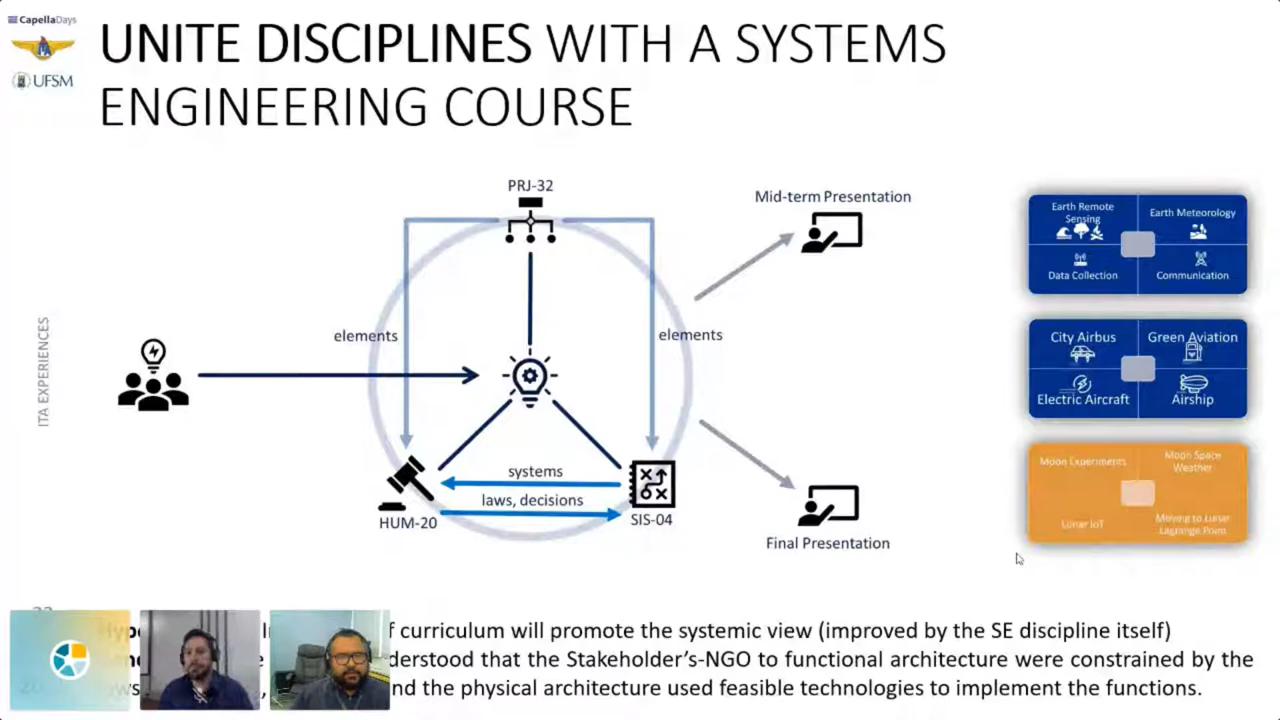 CapellaDays
UFSM
UNITE DISCIPLINES WITH A SYSTEMS
ENGINEERING COURSE
ITA EXPERIENCES
PRJ-32
elements
elements
systems
laws, decisions
HUM-20
SIS-04
Mid-term Presentation
Final Presentation
Earth Remote
Sensing
Earth Meteorology
Data Collection
Communication
City Airbus
Green Aviation
Electric Aircraft
Airship
Moon Experiments
Moon Space
Weather
Lunar IoT
Moving to Lunar
Lagrange Point
f curriculum will promote the systemic view (improved by the SE discipline itself)
derstood that the Stakeholder's-NGO to functional architecture were constrained by the
nd the physical architecture used feasible technologies to implement the functions.